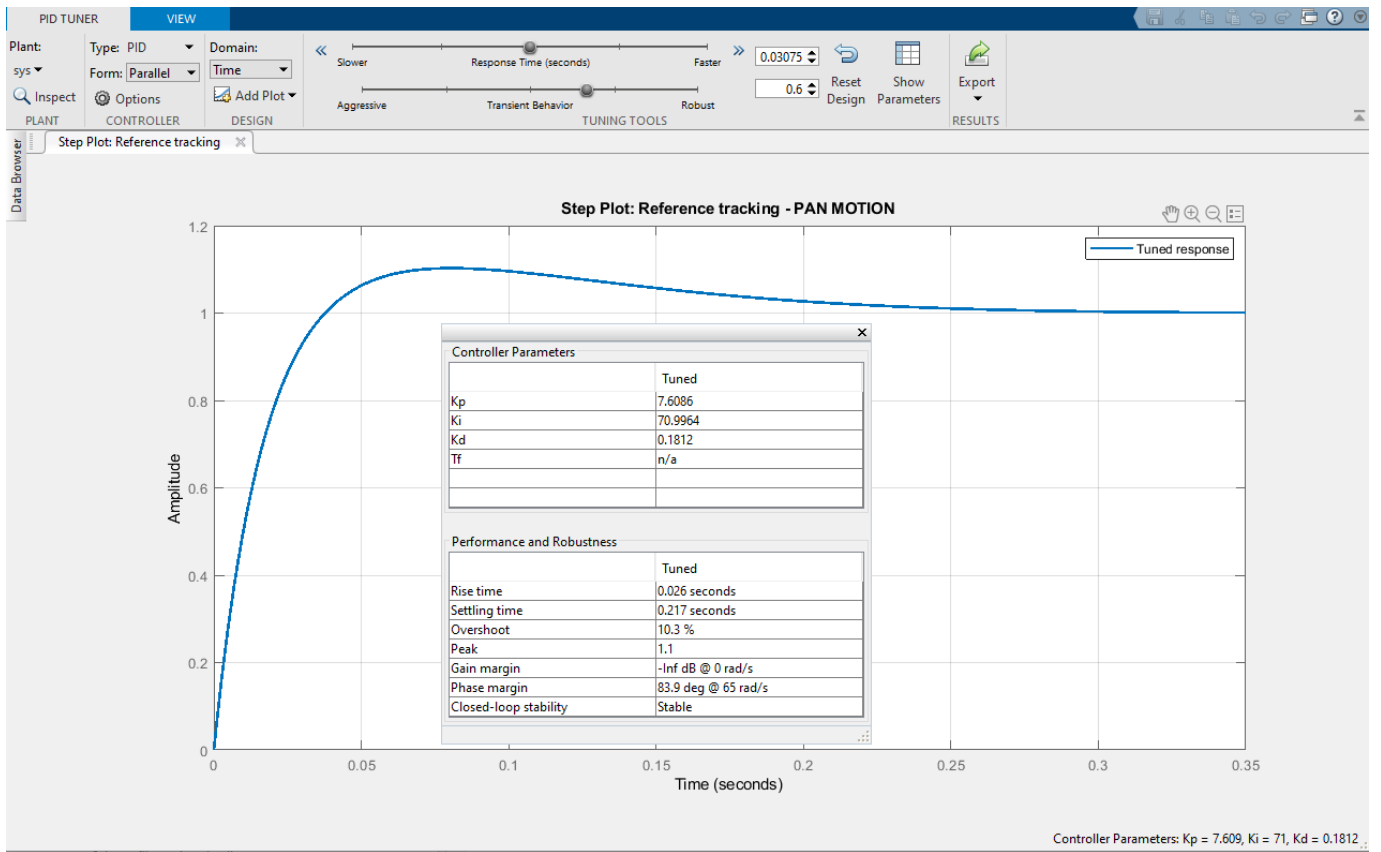 PID TUNER VIEW
Plant: Type: PID Domain:
sys Form: Parallel Time
Inspect Options Add Plot
PLANT CONTROLLER DESIGN
Slower Response Time (seconds) Faster 0.03075
Aggressive Transient Behavior Robust 0.6
Reset Design
Show Parameters
Export
TUNING TOOLS RESULTS
Data Browser
Step Plot: Reference tracking
Step Plot: Reference tracking - PAN MOTION
Tuned response
Amplitude
1.2
1
0.8
0.6
0.4
0.2
0
0 0.05 0.1 0.15 0.2 0.25 0.3 0.35
Time (seconds)
Controller Parameters
Tuned
Kp 7.6086
Ki 70.9964
Kd 0.1812
Tf n/a
Performance and Robustness
Tuned
Rise time 0.026 seconds
Settling time 0.217 seconds
Overshoot 10.3 %
Peak 1.1
Gain margin -Inf dB @ 0 rad/s
Phase margin 83.9 deg @ 65 rad/s
Closed-loop stability Stable
Controller Parameters: Kp = 7.609, Ki = 71, Kd = 0.1812